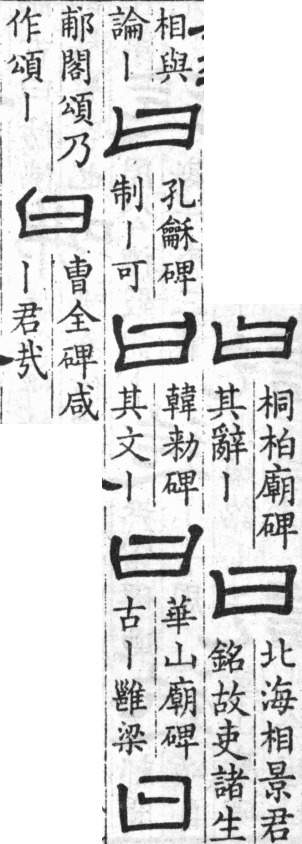 曰
桐柏廟碑
其辭丨
曰
北海相景君
銘故吏諸生
相與
論丨
曰
孔龢碑
制丨可
曰
韓勑碑
其文丨
曰
華山廟碑
古丨雝梁
曰
郙閣頌乃
作頌丨
曰
曺全碑咸
丨君㦲